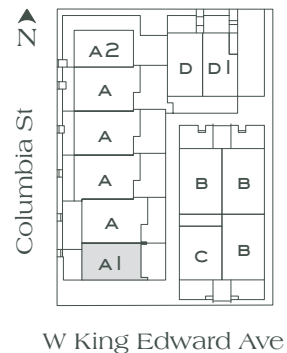 N
A2
D D1
A
A
A
B B
A
C B
A1
Columbia St
W King Edward Ave